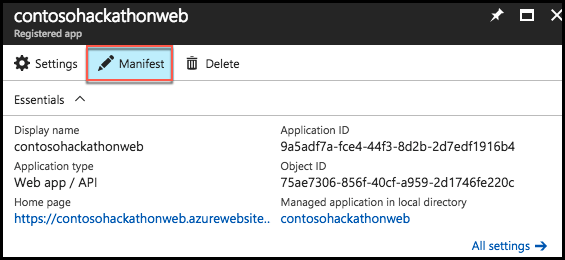 contosohackathonweb
Registered app
Settings Manifest Delete
Essentials
Display name Application ID
contosohackathonweb 9a5adf7a-fce4-44f3-8d2b-2d7edf1916b4
Application type Object ID
Web app / API 75ae7306-856f-40cf-a959-2d1746fe220c
Home page Managed application in local directory
https://contosohackathonweb.azurewebsite.. contosohackathonweb
All settings →